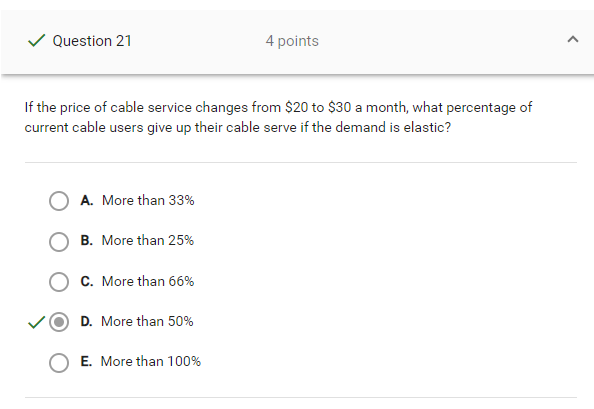 Question 21 4 points
If the price of cable service changes from $20 to $30 a month, what percentage of
current cable users give up their cable serve if the demand is elastic?
A. More than 33%
B. More than 25%
C. More than 66%
D. More than 50%
E. More than 100%